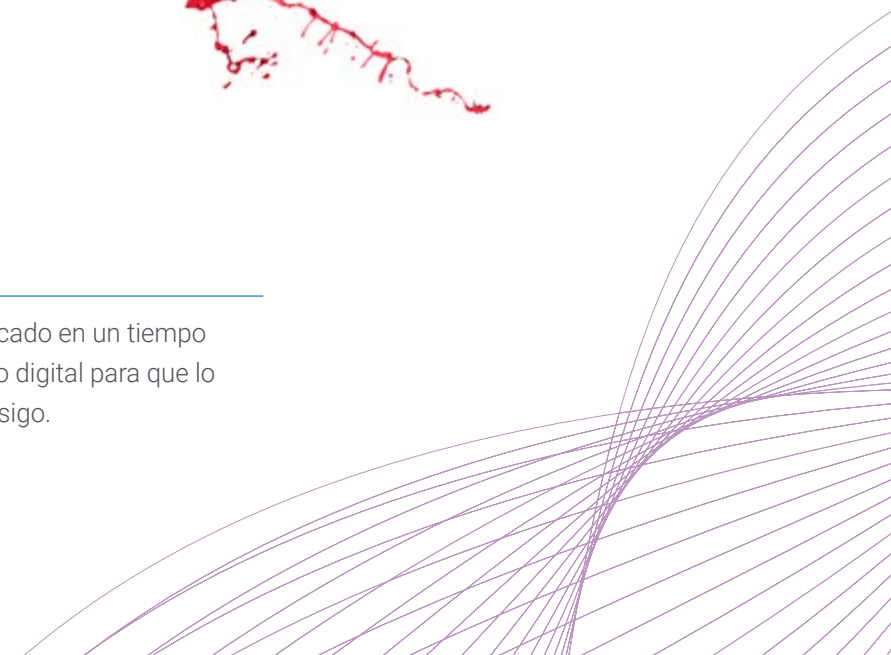 cado en un tiempo
o digital para que lo
sigo.